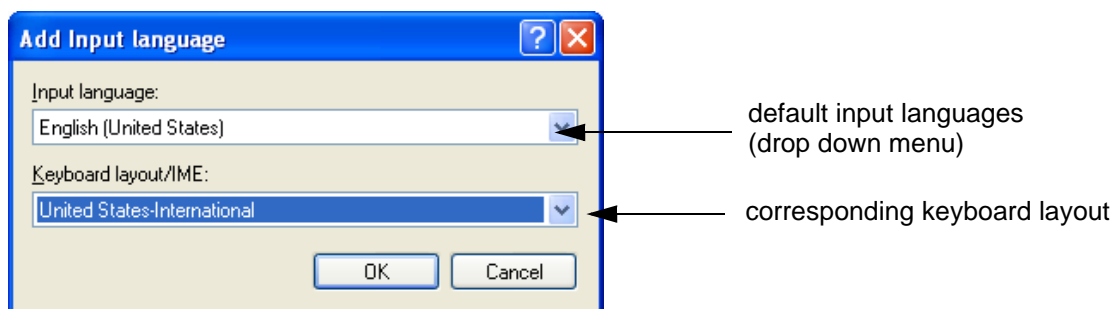 Add Input language
Input language:
English (United States)
default input languages
(drop down menu)
Keyboard layout/IME:
United States-International
corresponding keyboard layout
OK
Cancel